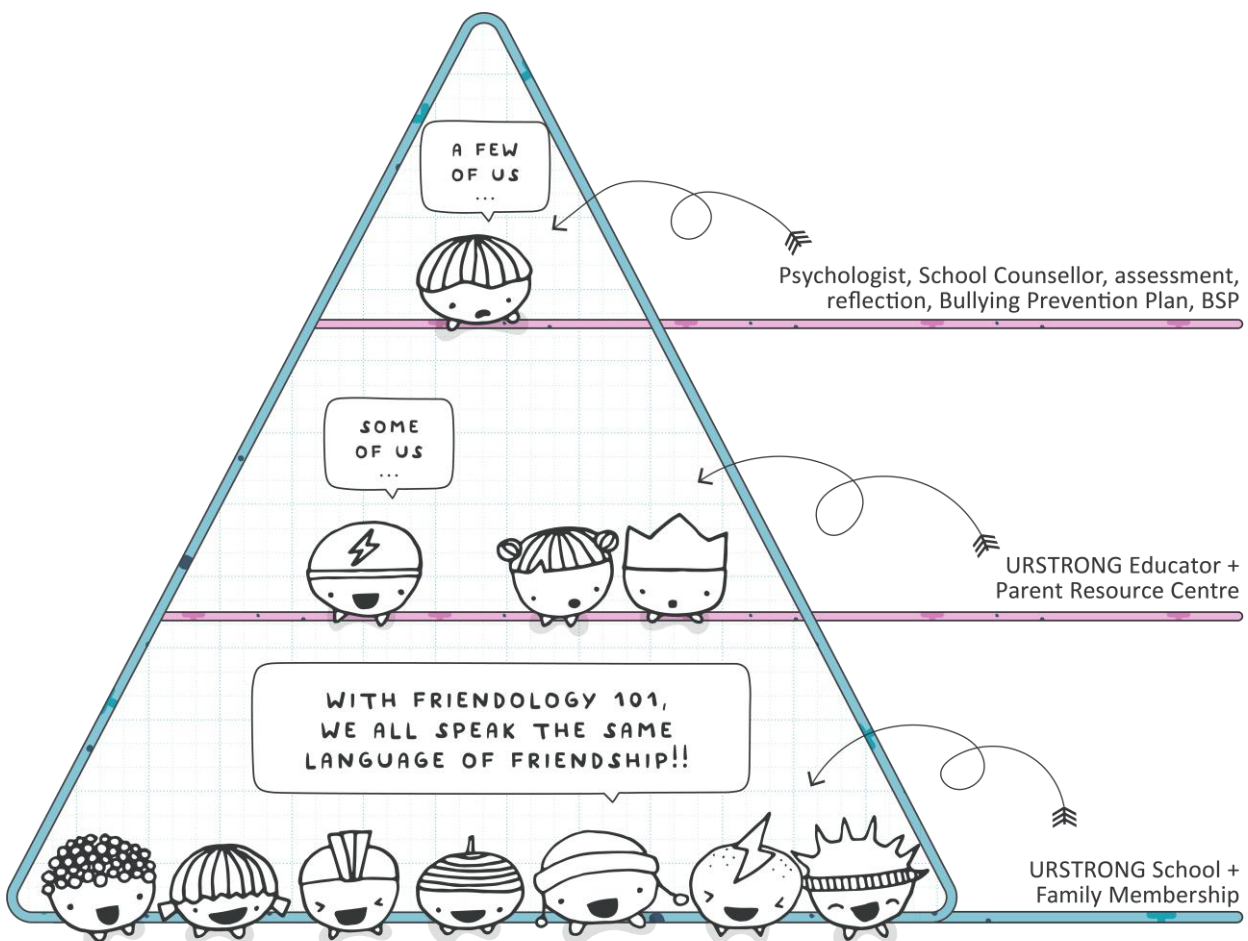 A FEW
OF US
...
Psychologist, School Counsellor, assessment,
reflection, Bullying Prevention Plan, BSP
SOME
OF US
...
URSTRONG Educator +
Parent Resource Centre
WITH FRIENDOLOGY 101,
WE ALL SPEAK THE SAME
LANGUAGE OF FRIENDSHIP!!
URSTRONG School +
Family Membership